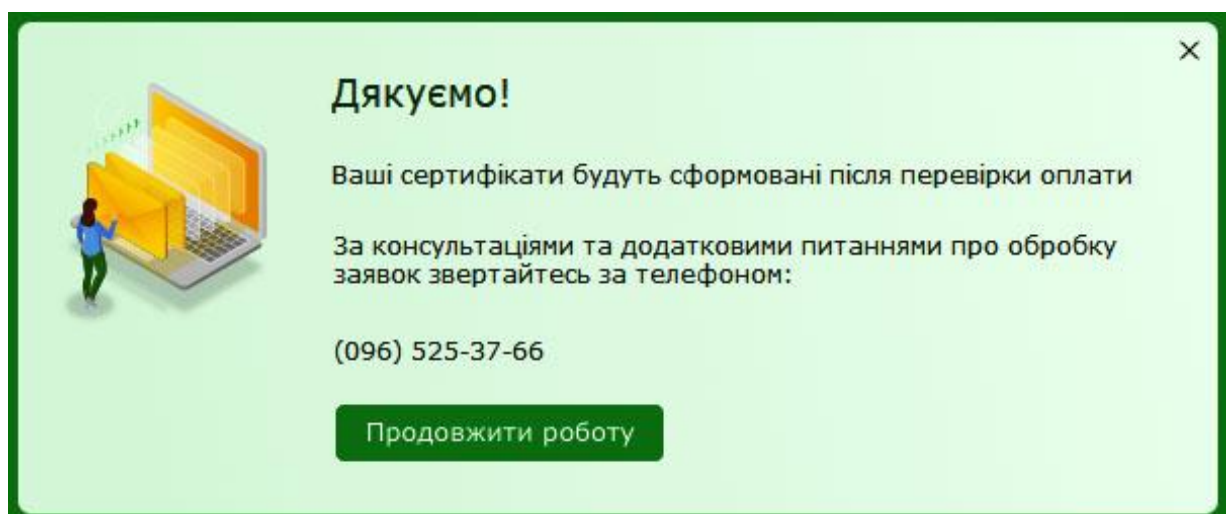 Дякуємо!
Ваші сертифікати будуть сформовані після перевірки оплати
За консультаціями та додатковими питаннями про обробку
заявок звертайтесь за телефоном:
(096) 525-37-66
Продовжити роботу